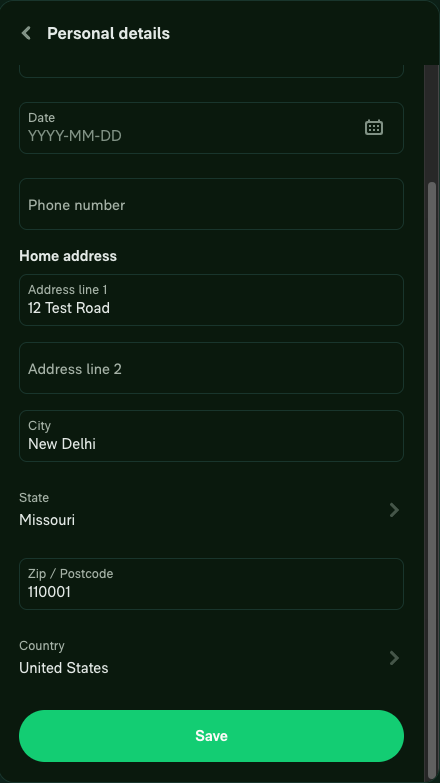 Personal details
Date
YYYY-MM-DD
Phone number
Home address
Address line 1
12 Test Road
Address line 2
City
New Delhi
State
Missouri
Zip / Postcode
110001
Country
United States
Save